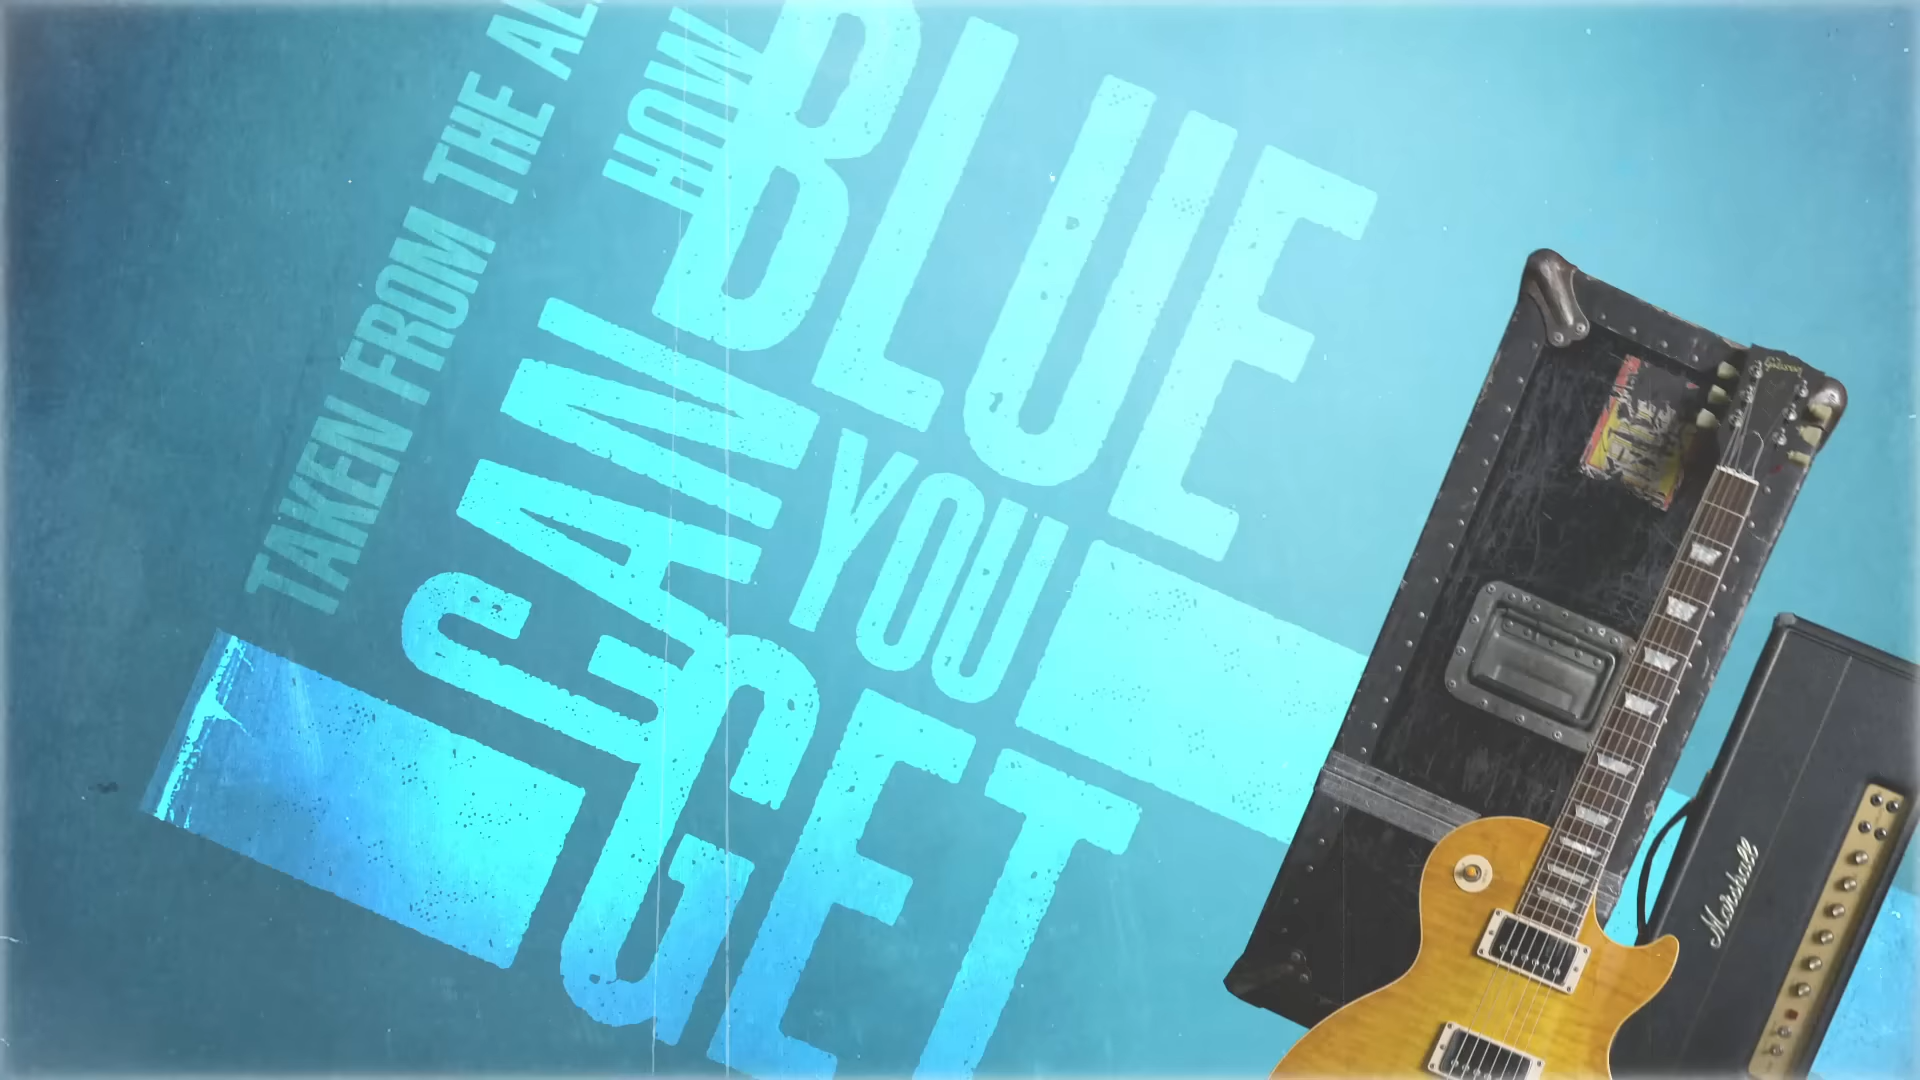 TAKEN FROM THE AL
HOW
BLUE
CAN
YOU
GET
Gibson
Marshall